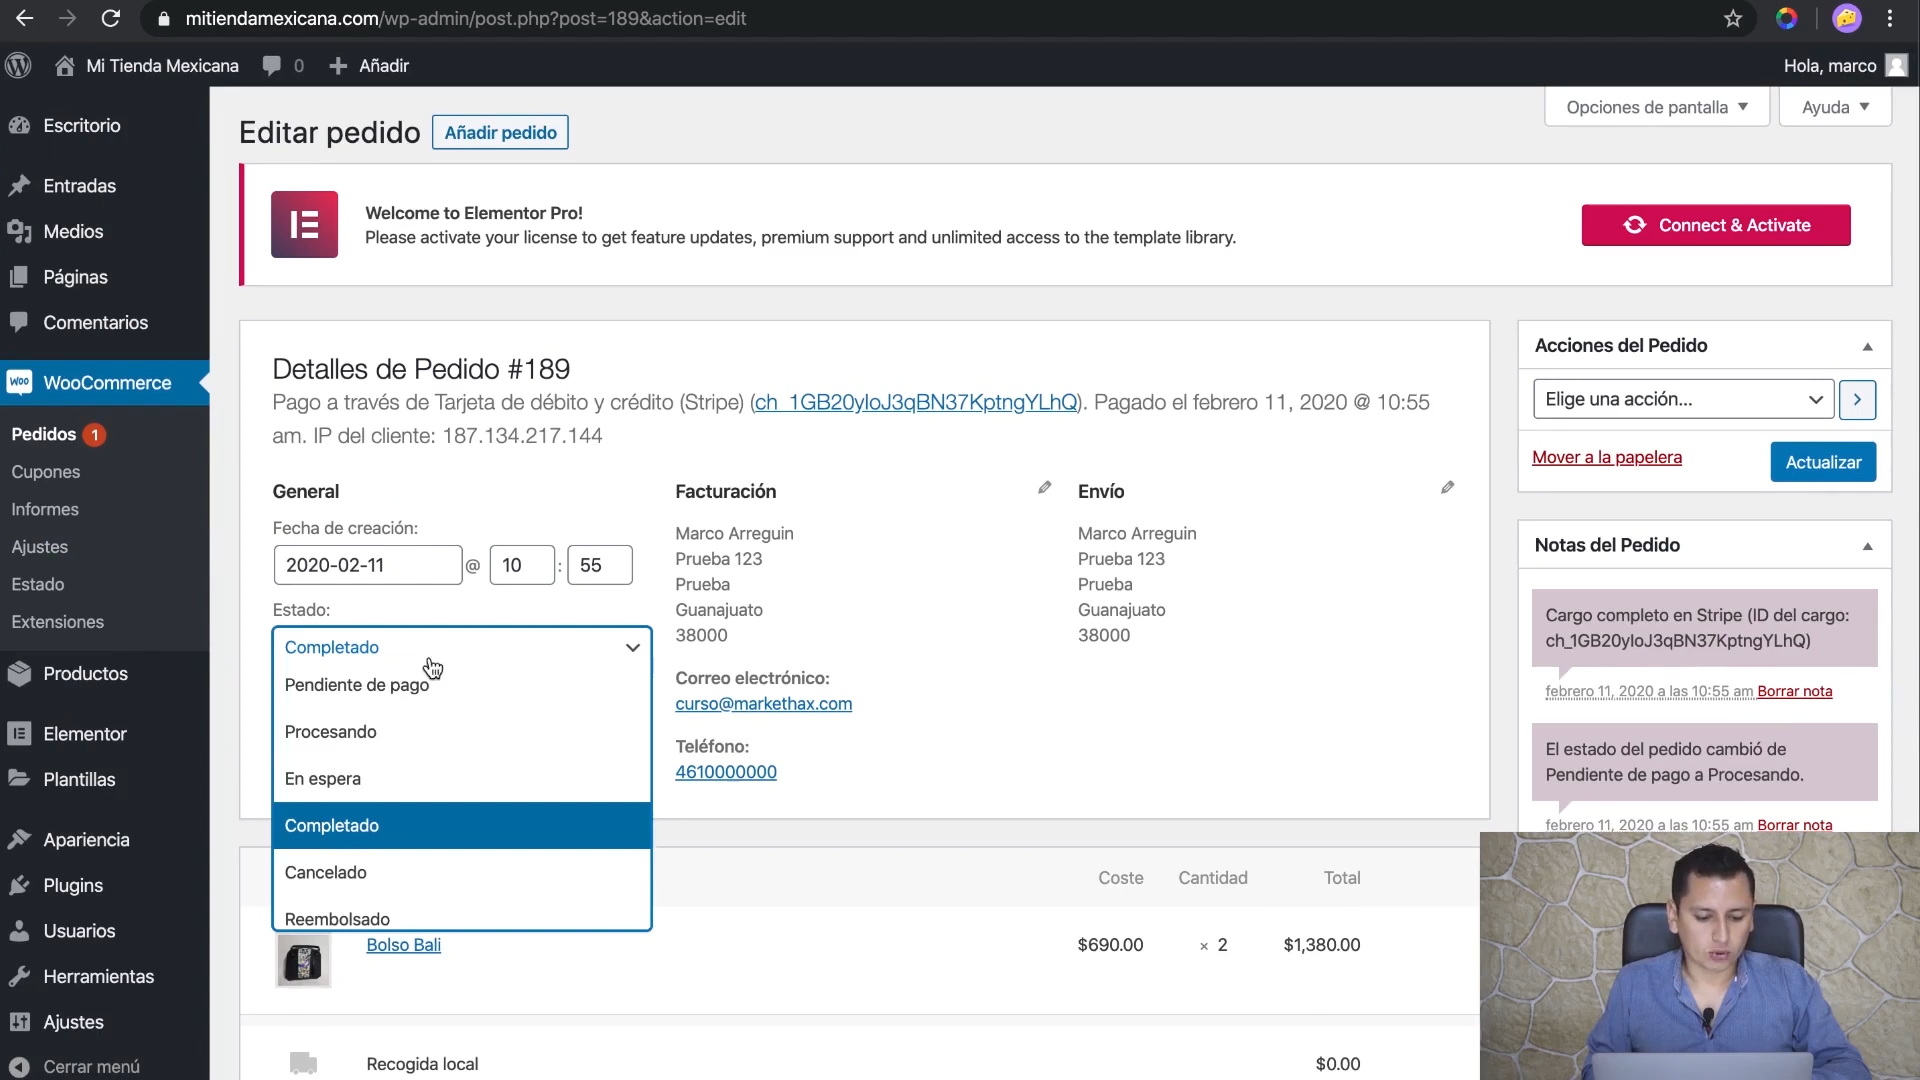 mitiendamexicana.com/wp-admin/post.php?post=189&action=edit
Mi Tienda Mexicana
0
Añadir
Hola, marco
Opciones de pantalla
Ayuda
Escritorio
Entradas
Medios
Páginas
Comentarios
WooCommerce
Pedidos 1
Cupones
Informes
Ajustes
Estado
Extensiones
Productos
Elementor
Plantillas
Apariencia
Plugins
Usuarios
Herramientas
Ajustes
Cerrar menú
Editar pedido
Añadir pedido
Welcome to Elementor Pro!
Please activate your license to get feature updates, premium support and unlimited access to the template library.
Connect & Activate
Detalles de Pedido #189
Pago a través de Tarjeta de débito y crédito (Stripe) (ch_1GB20yloJ3qBN37KptngYLhQ). Pagado el febrero 11, 2020 @ 10:55
am. IP del cliente: 187.134.217.144
General
Fecha de creación:
2020-02-11 @ 10 : 55
Estado:
Completado
Pendiente de pago
Procesando
En espera
Completado
Cancelado
Reembolsado
Facturación
Marco Arreguin
Prueba 123
Prueba
Guanajuato
38000
Correo electrónico:
curso@markethax.com
Teléfono:
4610000000
Envío
Marco Arreguin
Prueba 123
Prueba
Guanajuato
38000
Coste Cantidad Total
Bolso Bali $690.00 × 2 $1,380.00
Recogida local $0.00
Acciones del Pedido
Elige una acción...
Mover a la papelera
Actualizar
Notas del Pedido
Cargo completo en Stripe (ID del cargo:
ch_1GB20yloJ3qBN37KptngYLhQ)
febrero 11, 2020 a las 10:55 am Borrar nota
El estado del pedido cambió de
Pendiente de pago a Procesando.
febrero 11, 2020 a las 10:55 am Borrar nota